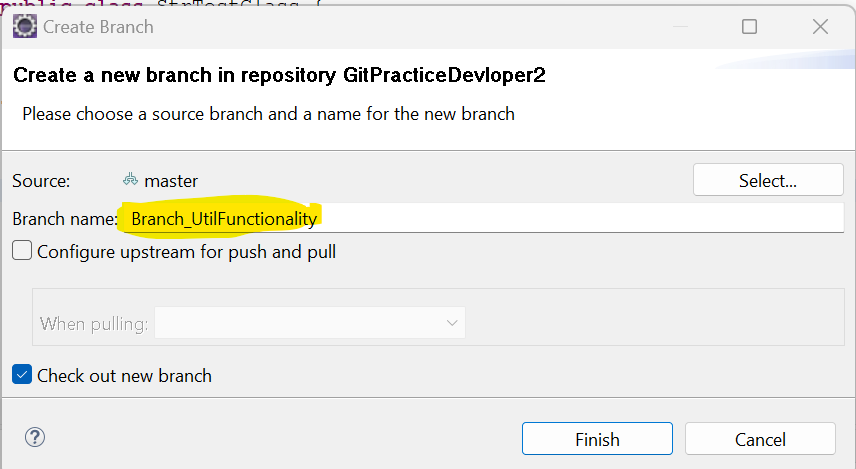 public class StrTestClass {
Create Branch
Create a new branch in repository GitPracticeDevloper2
Please choose a source branch and a name for the new branch
Source: master Select...
Branch name: Branch_UtilFunctionality
Configure upstream for push and pull
When pulling:
Check out new branch
? Finish Cancel